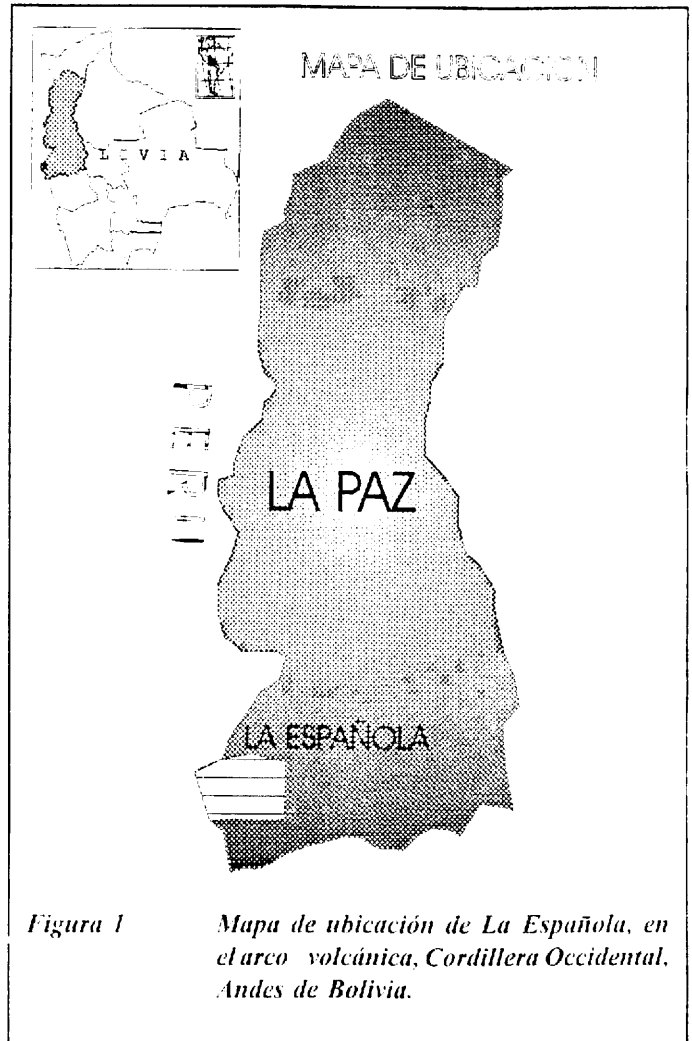 MAPA DE UBICACION
L I V I A
PERU
LA PAZ
LA ESPAÑOLA
Figura 1 Mapa de ubicación de La Española, en
el arco volcánica, Cordillera Occidental,
Andes de Bolivia.